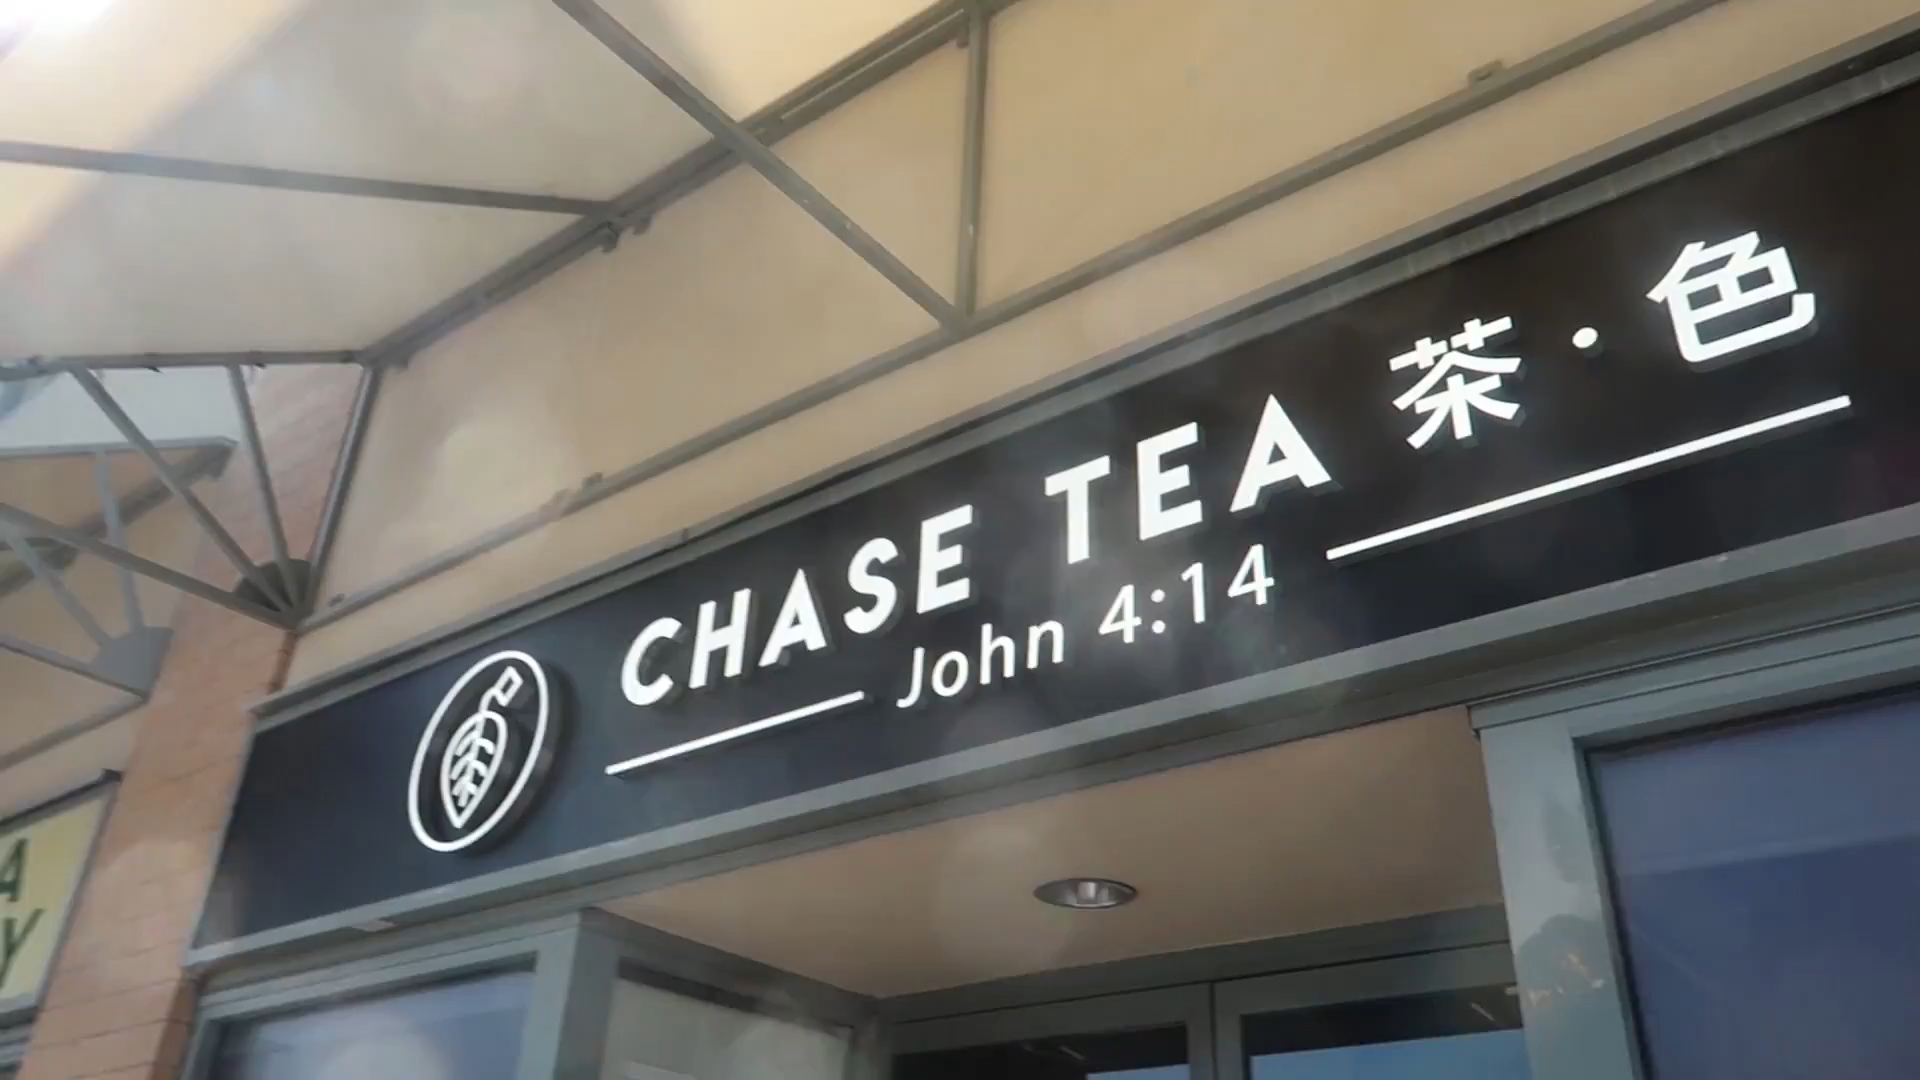 CHASE TEA 茶·色
John 4:14
A
Y